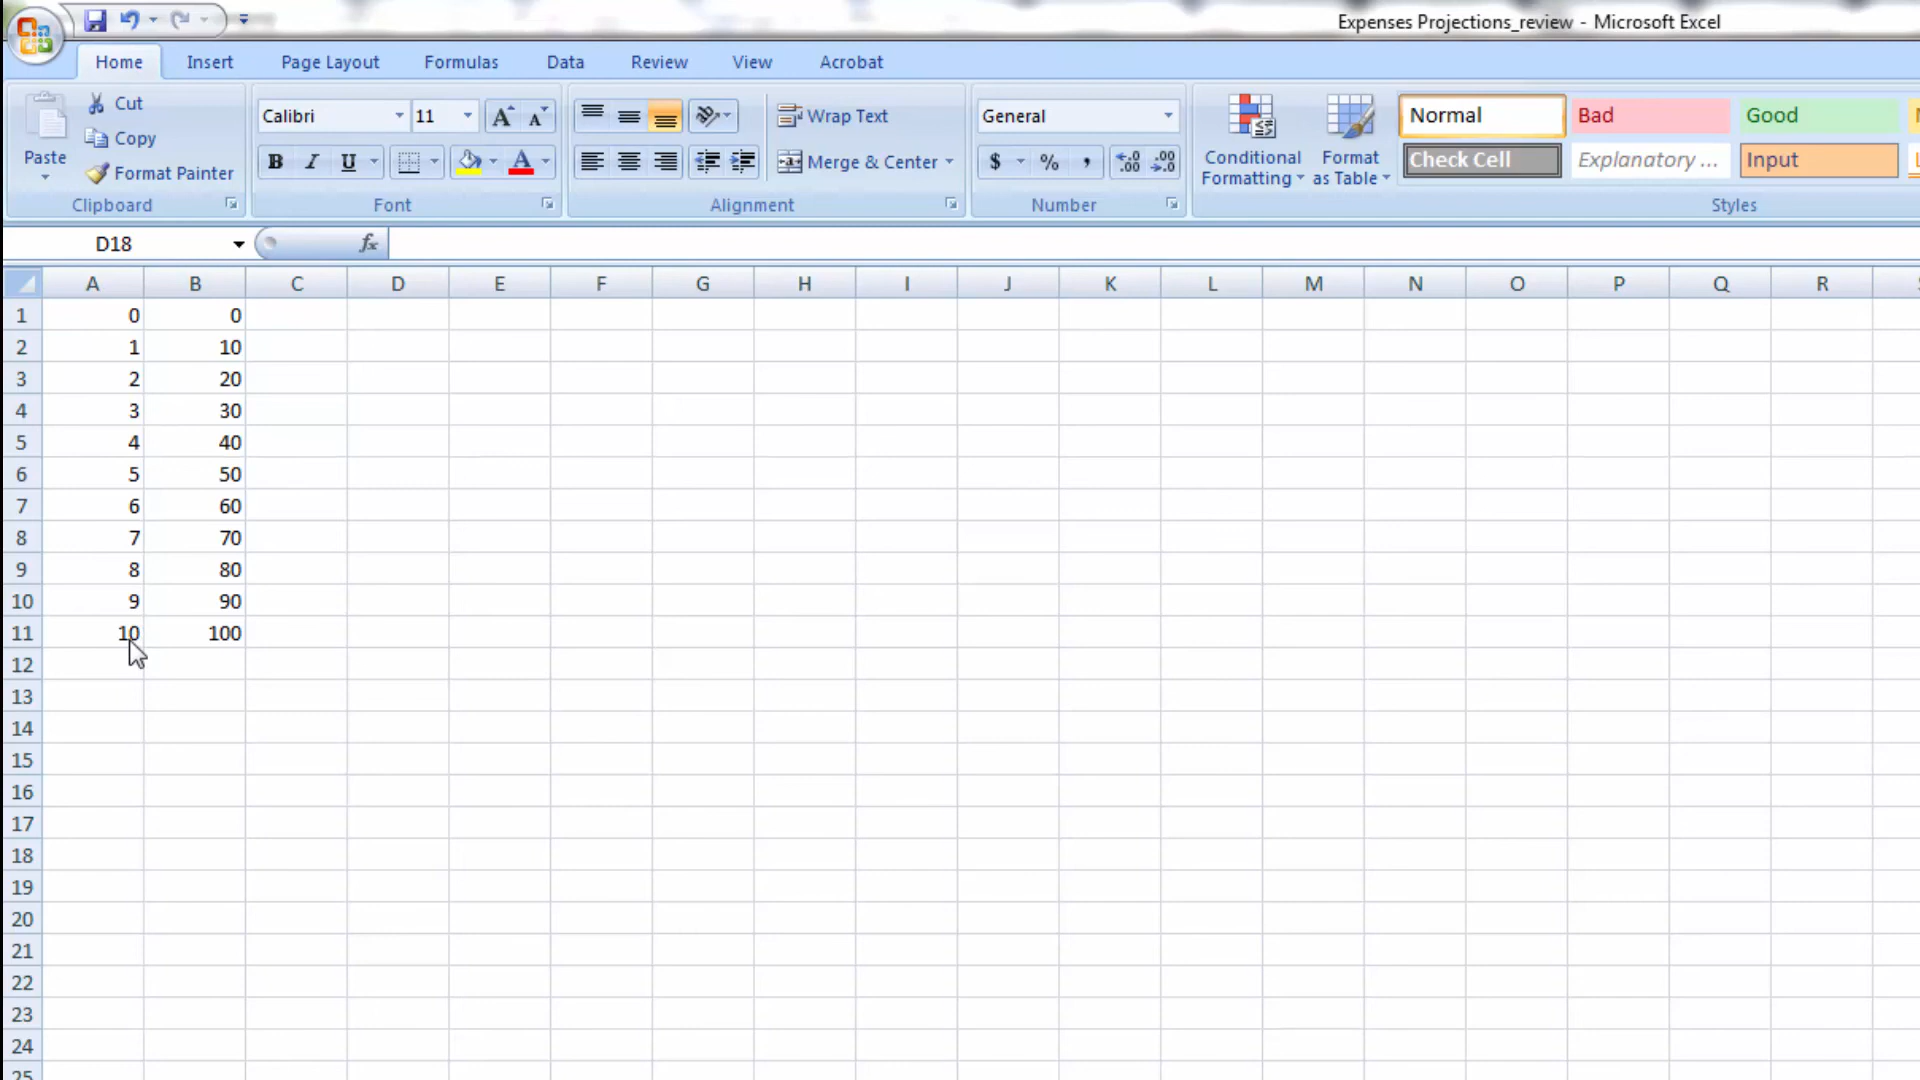 Expenses Projections_review - Microsoft Excel
Home Insert Page Layout Formulas Data Review View Acrobat
Paste
Cut
Copy
Format Painter
Clipboard
Calibri 11
B I U
Font
Wrap Text
Merge & Center
Alignment
General
$ % ,
Number
Conditional Formatting
Format as Table
Normal Bad Good
Check Cell Explanatory ... Input
Styles
D18 fx
A B C D E F G H I J K L M N O P Q R
1 0 0
2 1 10
3 2 20
4 3 30
5 4 40
6 5 50
7 6 60
8 7 70
9 8 80
10 9 90
11 10 100
12
13
14
15
16
17
18
19
20
21
22
23
24
25